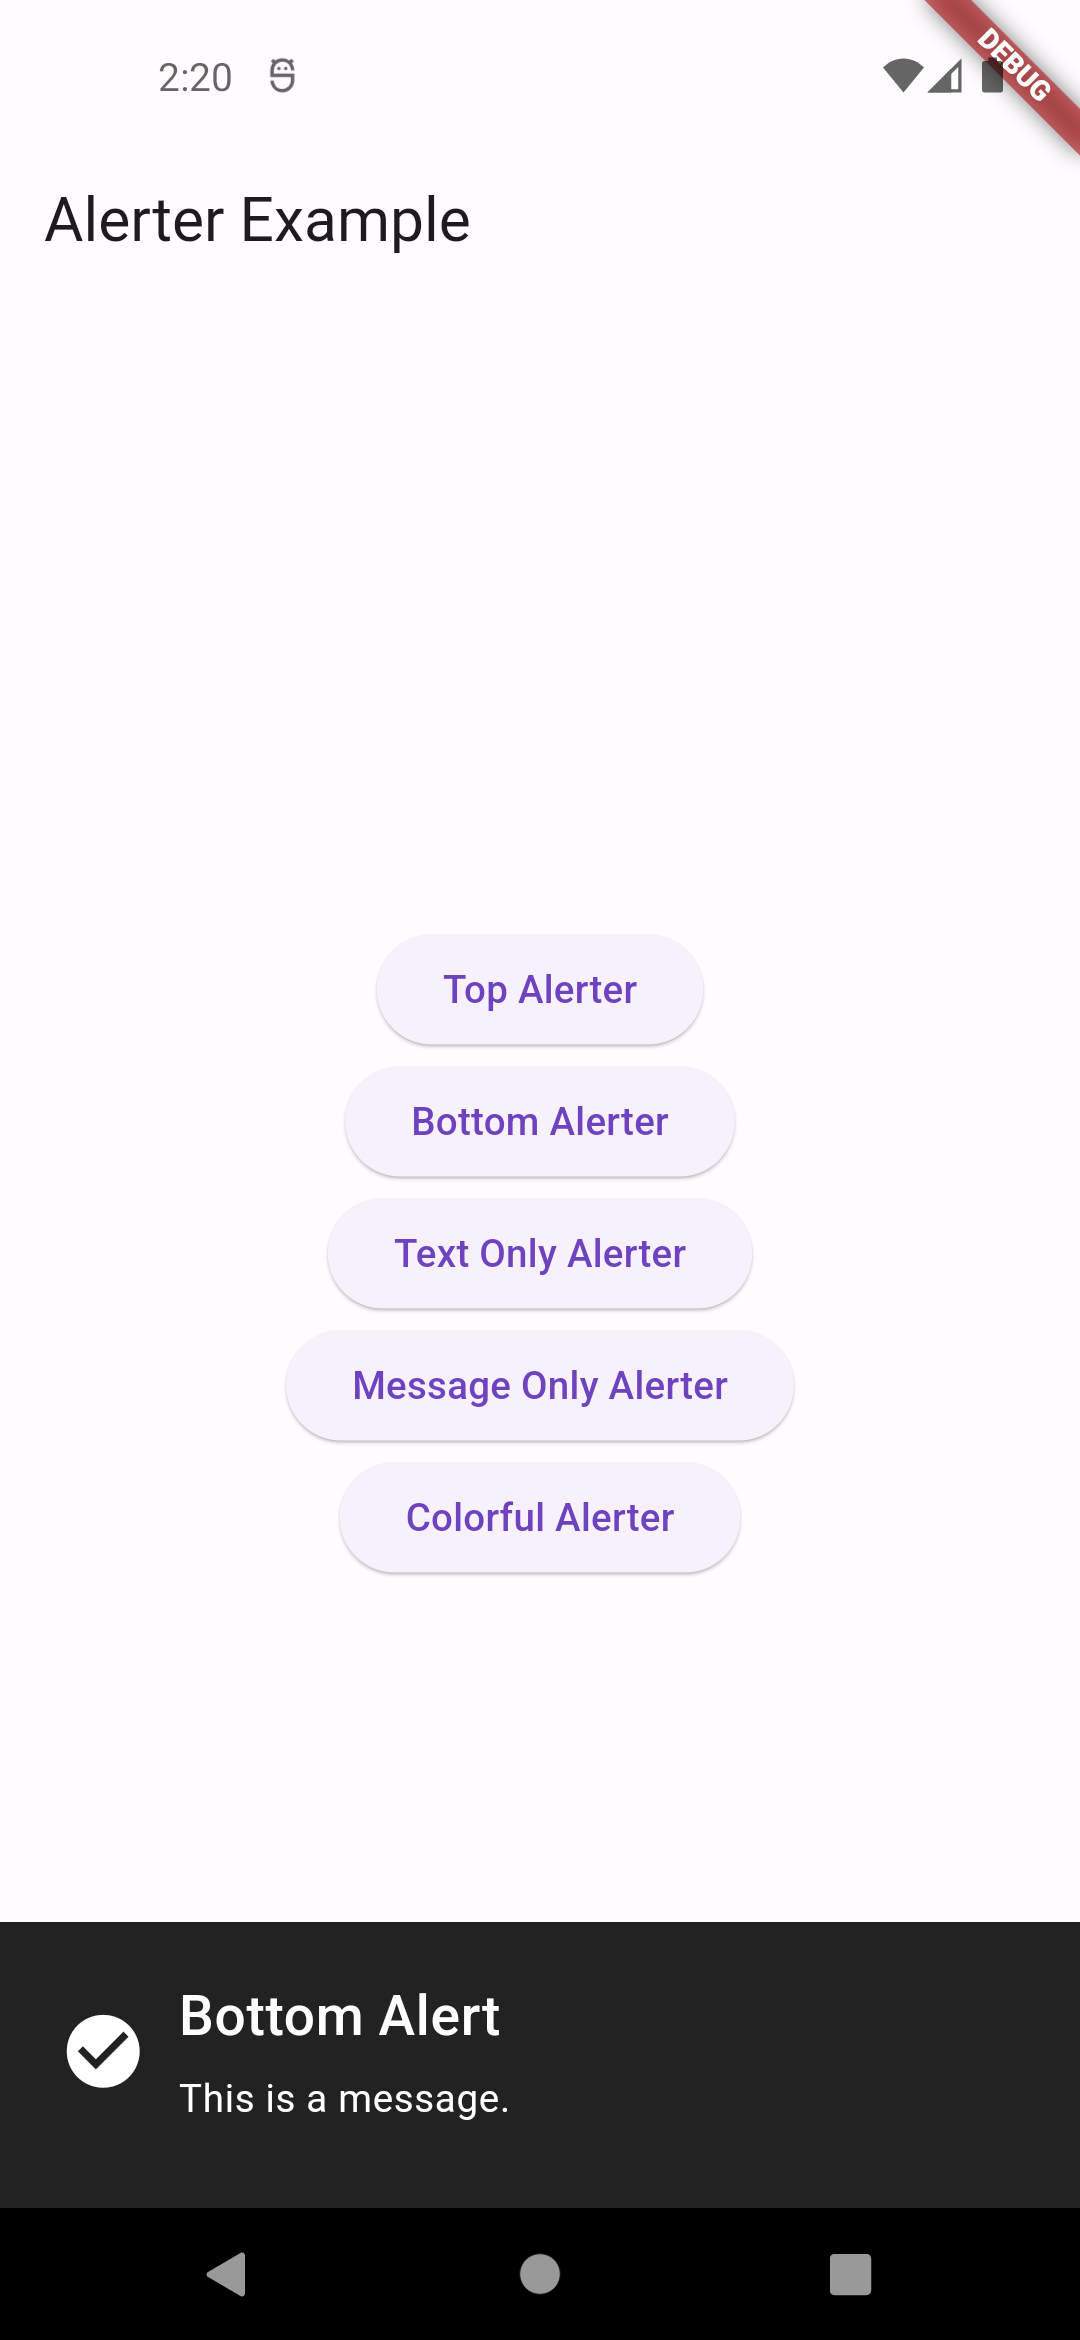 2:20
DEBUG
Alerter Example
Top Alerter
Bottom Alerter
Text Only Alerter
Message Only Alerter
Colorful Alerter
Bottom Alert
This is a message.